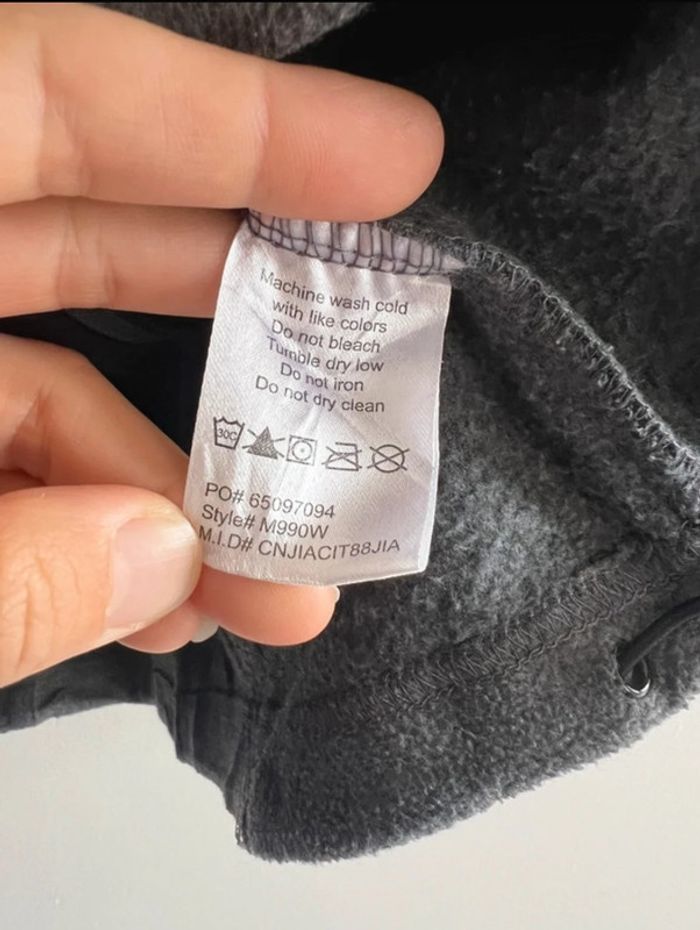 Machine wash cold
with like colors
Do not bleach
Tumble dry low
Do not iron
Do not dry clean
30C
PO# 65097094
Style# M990W
M.I.D# CNJIACIT88JIA